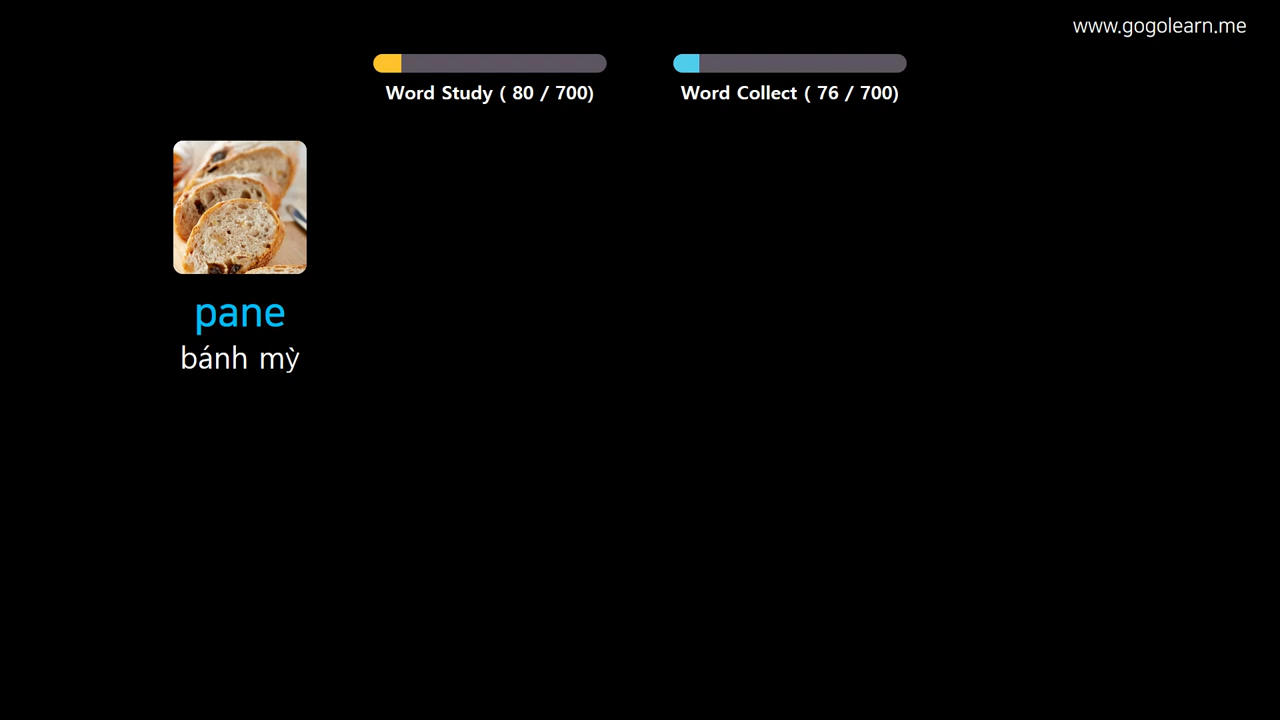 www.gogolearn.me
Word Study ( 80 / 700)
Word Collect ( 76 / 700)
pane
bánh mỳ